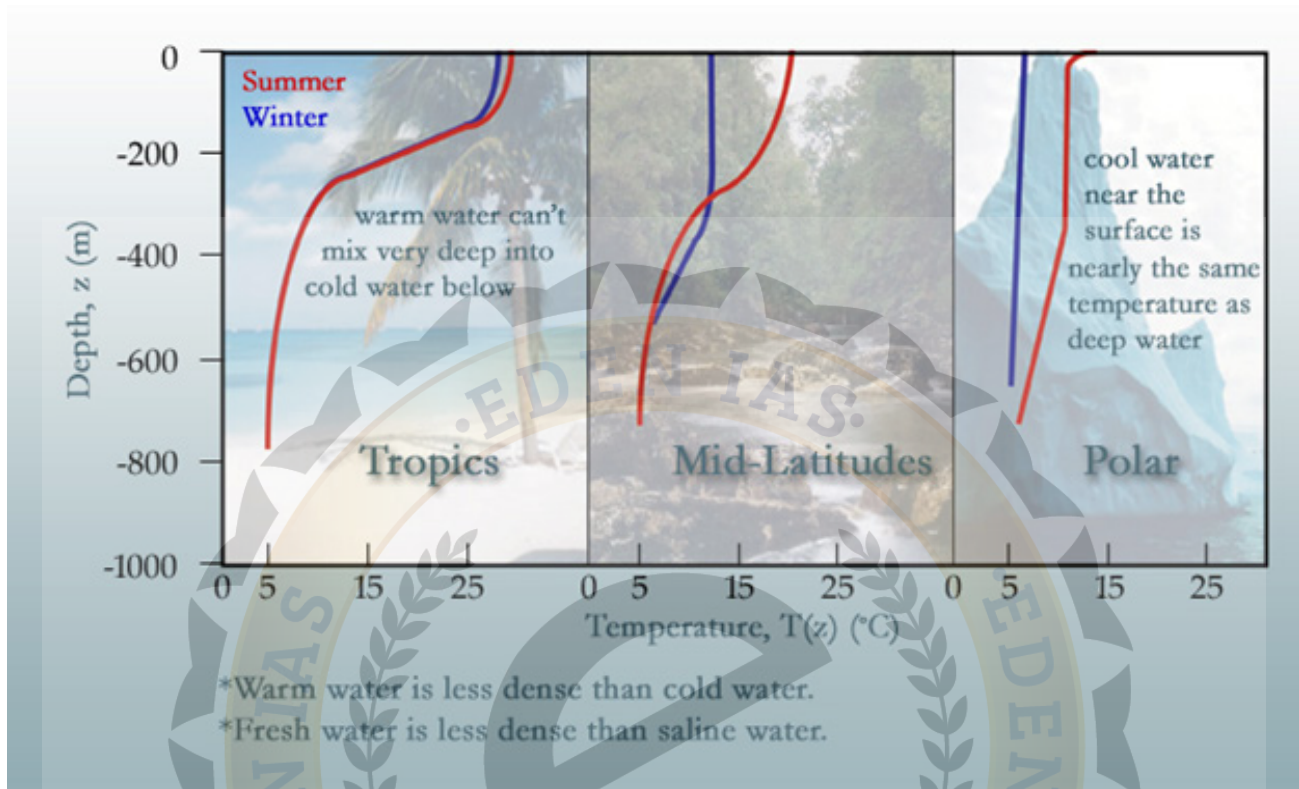 0
Summer
Winter
-200
cool water
near the
surface is
nearly the same
temperature as
deep water
warm water can't
mix very deep into
cold water below
Depth, z (m)
-400
-600
·EDEN IAS·
-800
Tropics
Mid-Latitudes
Polar
-1000
0 5 15 25 0 5 15 25 0 5 15 25
Temperature, T(z) (°C)
N IAS
·EDEN
*Warm water is less dense than cold water.
*Fresh water is less dense than saline water.
e